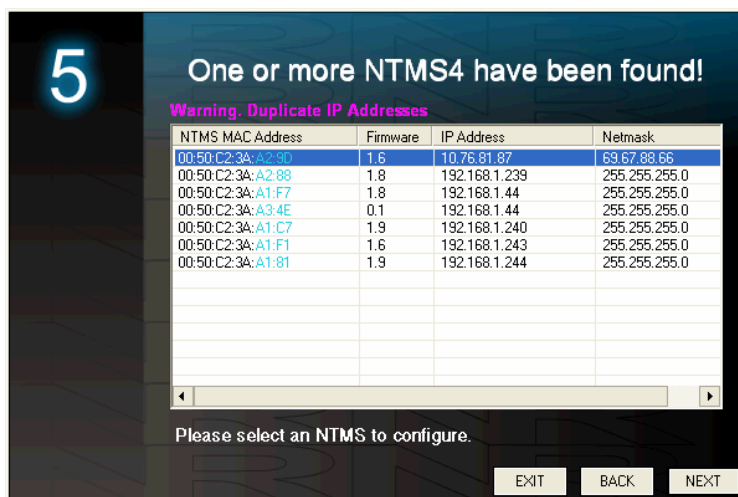 5
One or more NTMS4 have been found!
Warning. Duplicate IP Addresses
NTMS MAC Address Firmware IP Address Netmask
00:50:C2:3A:A2:9D 1.6 10.76.81.87 69.67.88.66
00:50:C2:3A:A2:88 1.8 192.168.1.239 255.255.255.0
00:50:C2:3A:A1:F7 1.8 192.168.1.44 255.255.255.0
00:50:C2:3A:A3:4E 0.1 192.168.1.44 255.255.255.0
00:50:C2:3A:A1:C7 1.9 192.168.1.240 255.255.255.0
00:50:C2:3A:A1:F1 1.6 192.168.1.243 255.255.255.0
00:50:C2:3A:A1:81 1.9 192.168.1.244 255.255.255.0
Please select an NTMS to configure.
EXIT BACK NEXT